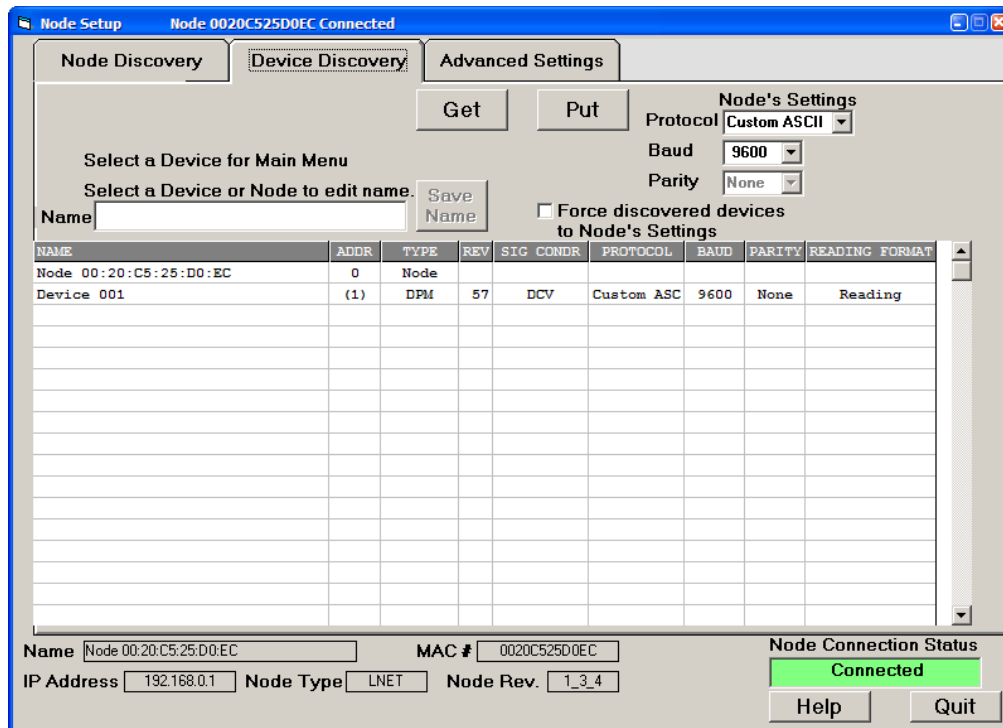 Node Setup Node 0020C525D0EC Connected
Node Discovery Device Discovery Advanced Settings
Get Put
Node's Settings
Protocol Custom ASCII
Baud 9600
Parity None
Select a Device for Main Menu
Select a Device or Node to edit name.
Name
Save
Name
Force discovered devices
to Node's Settings
NAME ADDR TYPE REV SIG CONDR PROTOCOL BAUD PARITY READING FORMAT
Node 00:20:C5:25:D0:EC 0 Node
Device 001 (1) DPM 57 DCV Custom ASC 9600 None Reading
Name Node 00:20:C5:25:D0:EC MAC # 0020C525D0EC
IP Address 192.168.0.1 Node Type LNET Node Rev. 1_3_4
Node Connection Status
Connected
Help Quit